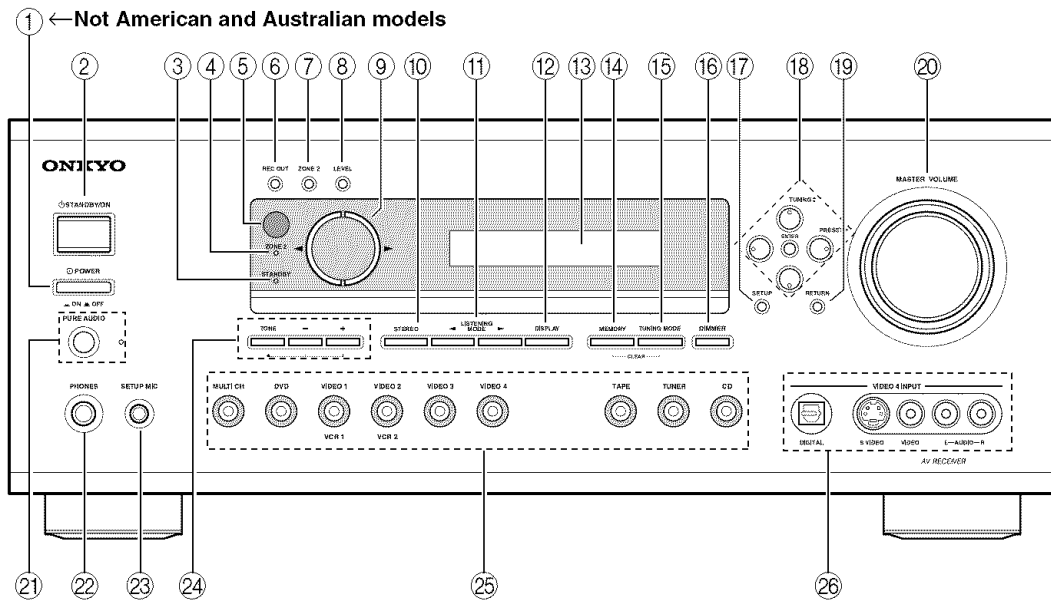 ① ←Not American and Australian models
② ③ ④ ⑤ ⑥ ⑦ ⑧ ⑨ ⑩ ⑪ ⑫ ⑬ ⑭ ⑮ ⑯ ⑰ ⑱ ⑲ ⑳
ONKYO
STANDBY/ON
POWER
ON OFF
PURE AUDIO
PHONES
SETUP MIC
REC OUT ZONE 2 LEVEL
ZONE 2
STANDBY
TONE − +
STEREO
◄ LISTENING MODE ►
DISPLAY
MEMORY
TUNING MODE
CLEAR
DIMMER
TUNING
PRESET
ENTER
SETUP
RETURN
MASTER VOLUME
MULTI CH DVD VIDEO 1 VIDEO 2 VIDEO 3 VIDEO 4 TAPE TUNER CD
VCR 1 VCR 2
VIDEO 4 INPUT
DIGITAL S VIDEO VIDEO L—AUDIO—R
AV RECEIVER
㉑ ㉒ ㉓ ㉔ ㉕ ㉖